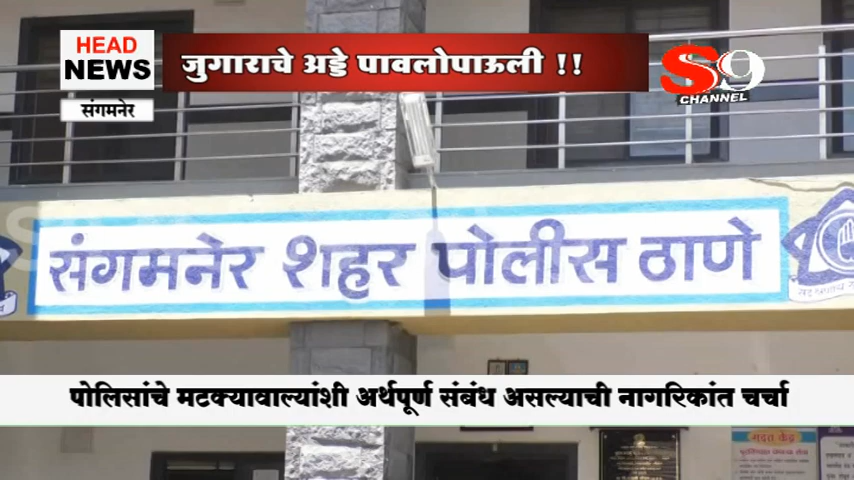 HEAD
NEWS
संगमनेर
जुगाराचे अड्डे पावलोपाऊली !!
S9
CHANNEL
संगमनेर शहर पोलीस ठाणे
पोलिसांचे मटक्यावाल्यांशी अर्थपूर्ण संबंध असल्याची नागरिकांत चर्चा
मदत केंद्र